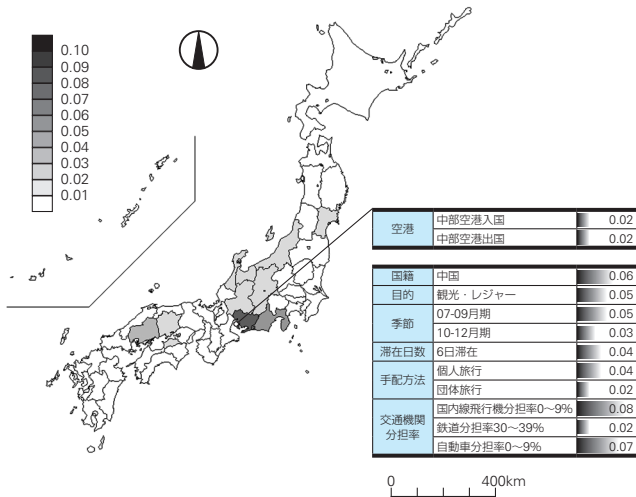 0.10
0.09
0.08
0.07
0.06
0.05
0.04
0.03
0.02
0.01
空港 中部空港入国 0.02
中部空港出国 0.02
国籍 中国 0.06
目的 観光・レジャー 0.05
季節 07-09月期 0.05
10-12月期 0.03
滞在日数 6日滞在 0.04
手配方法 個人旅行 0.04
団体旅行 0.02
交通機関分担率 国内線飛行機分担率0～9% 0.08
鉄道分担率30～39% 0.02
自動車分担率0～9% 0.07
0 400km